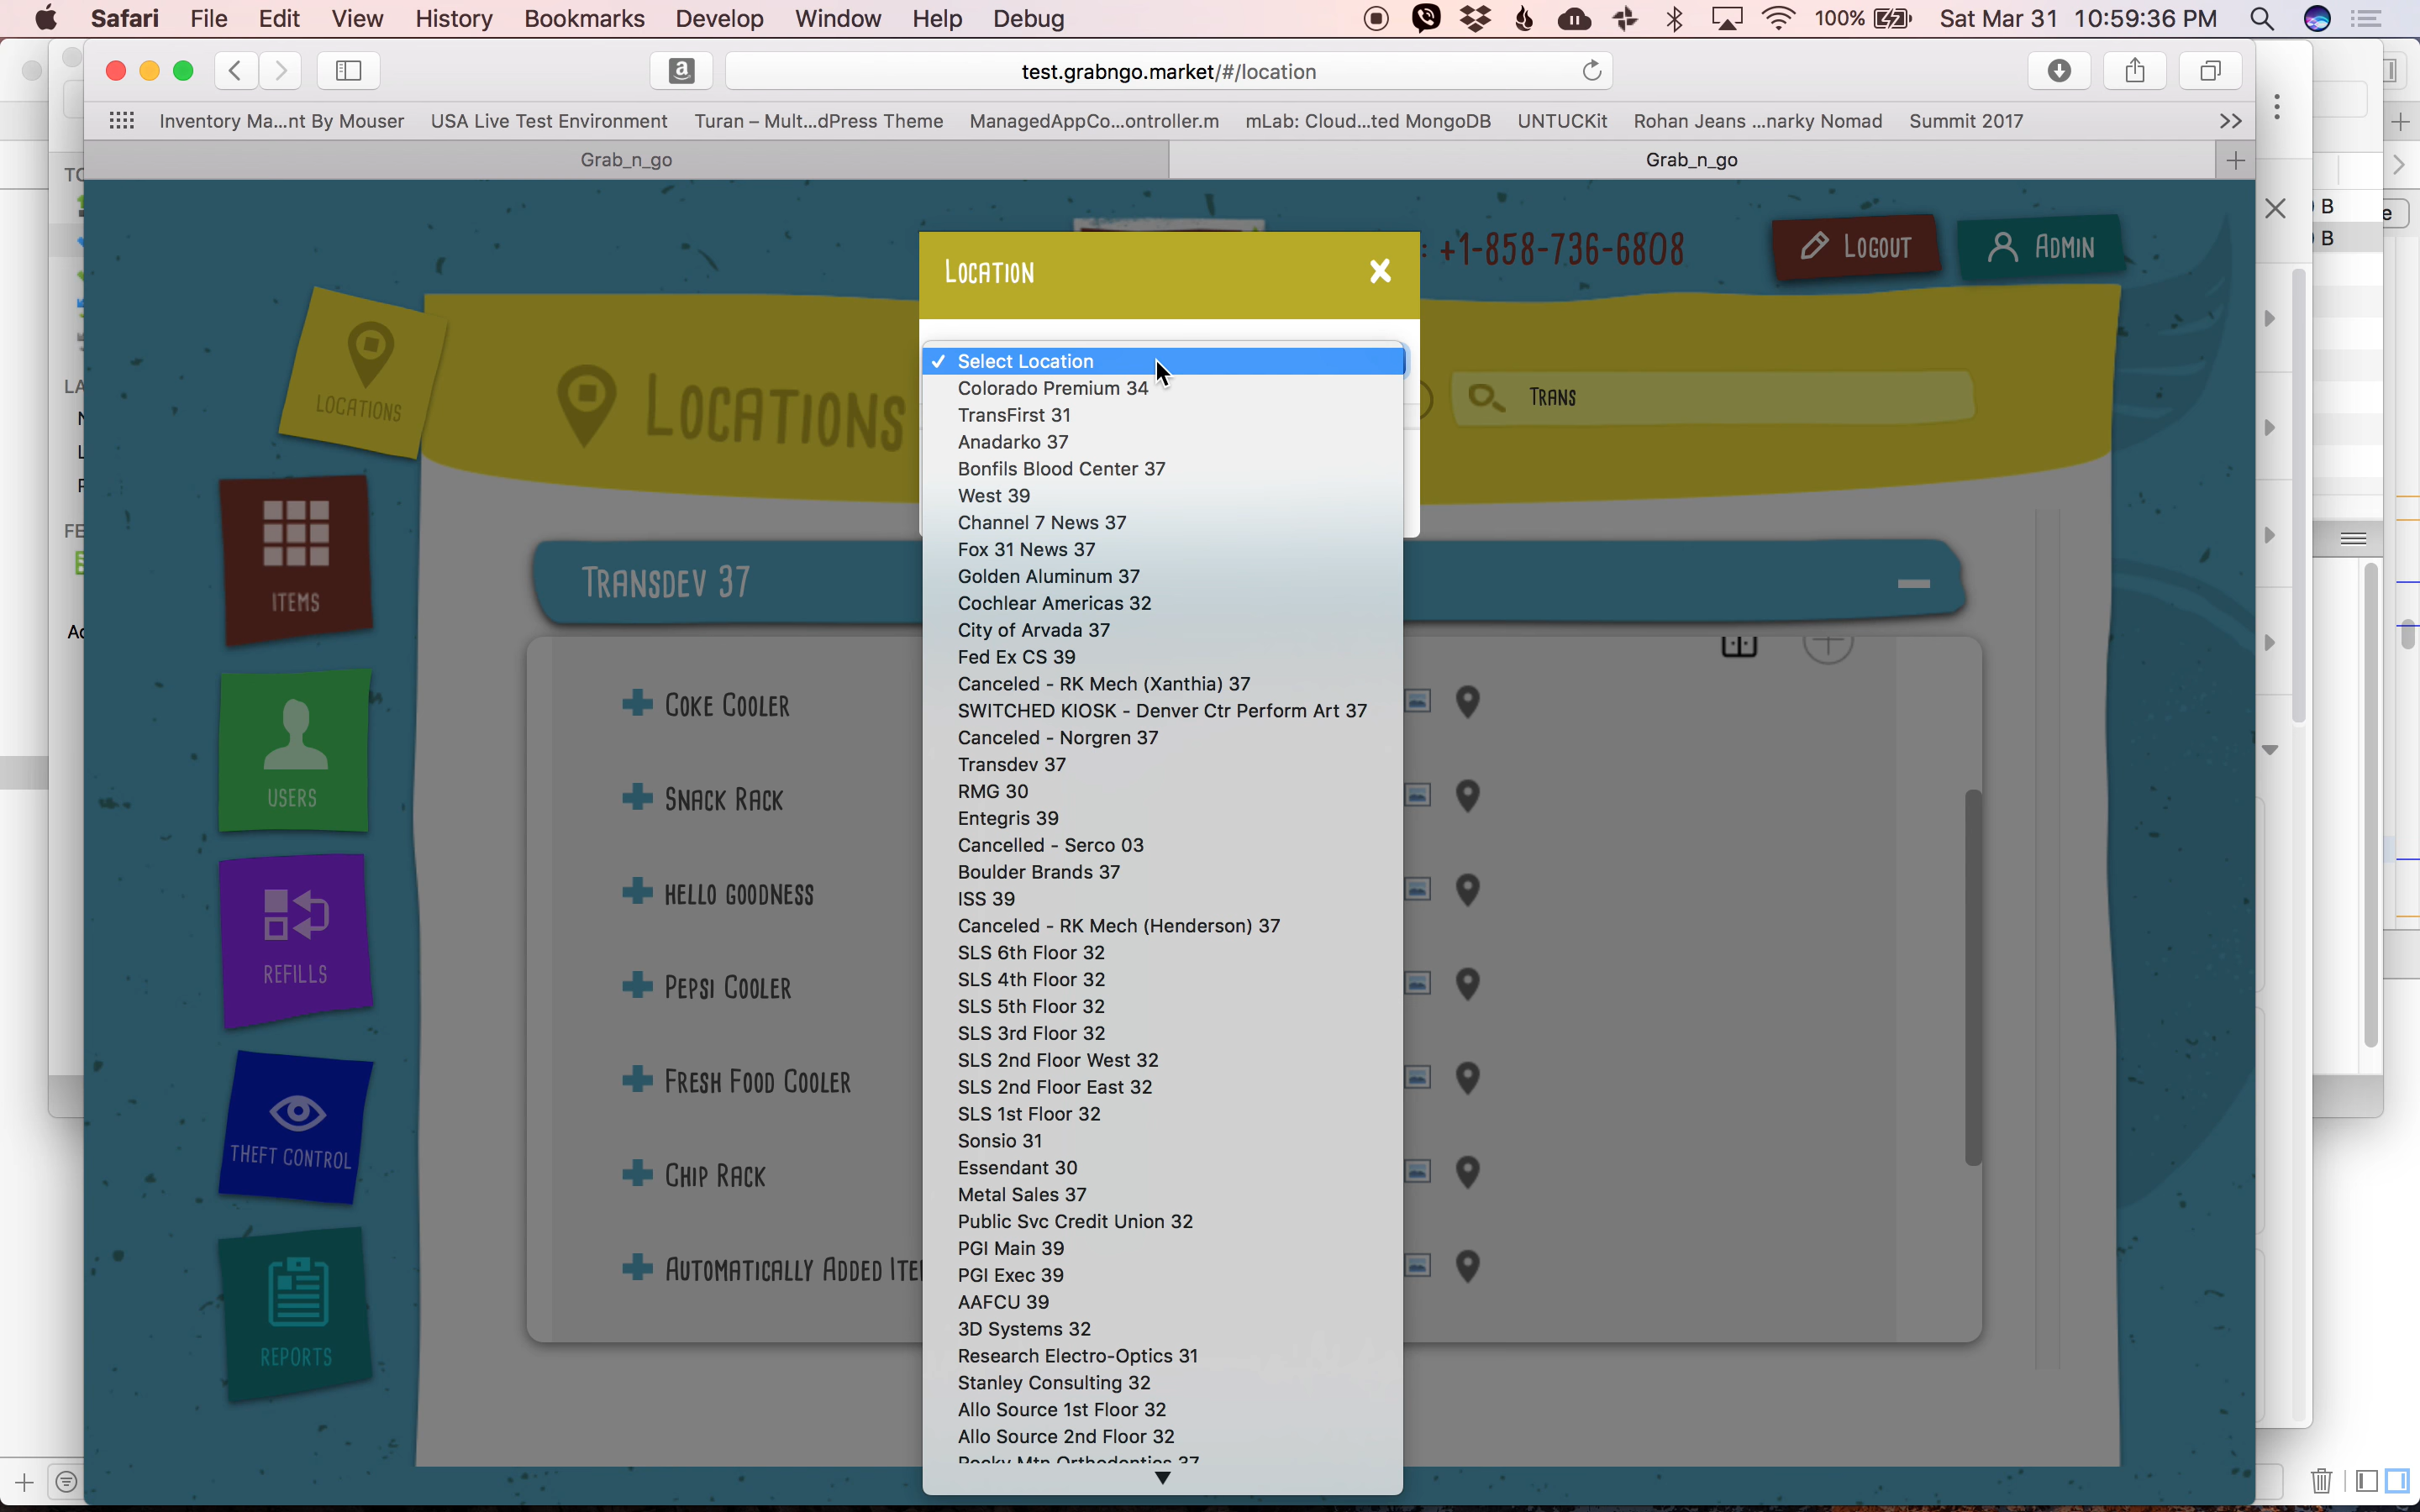 Safari File Edit View History Bookmarks Develop Window Help Debug 100% Sat Mar 31 10:59:36 PM
test.grabngo.market/#/location
Inventory Ma...nt By Mouser USA Live Test Environment Turan – Mult...dPress Theme ManagedAppCo...ontroller.m mLab: Cloud...ted MongoDB UNTUCKit Rohan Jeans ...narky Nomad Summit 2017 >>
Grab_n_go Grab_n_go
: +1-858-736-6808 Logout Admin
Location
Locations
Locations
Trans
Items
Users
Refills
Theft Control
Reports
Transdev 37
Coke Cooler
Snack Rack
hello goodness
Pepsi Cooler
Fresh Food Cooler
Chip Rack
Automatically Added Ite
✓ Select Location
Colorado Premium 34
TransFirst 31
Anadarko 37
Bonfils Blood Center 37
West 39
Channel 7 News 37
Fox 31 News 37
Golden Aluminum 37
Cochlear Americas 32
City of Arvada 37
Fed Ex CS 39
Canceled - RK Mech (Xanthia) 37
SWITCHED KIOSK - Denver Ctr Perform Art 37
Canceled - Norgren 37
Transdev 37
RMG 30
Entegris 39
Cancelled - Serco 03
Boulder Brands 37
ISS 39
Canceled - RK Mech (Henderson) 37
SLS 6th Floor 32
SLS 4th Floor 32
SLS 5th Floor 32
SLS 3rd Floor 32
SLS 2nd Floor West 32
SLS 2nd Floor East 32
SLS 1st Floor 32
Sonsio 31
Essendant 30
Metal Sales 37
Public Svc Credit Union 32
PGI Main 39
PGI Exec 39
AAFCU 39
3D Systems 32
Research Electro-Optics 31
Stanley Consulting 32
Allo Source 1st Floor 32
Allo Source 2nd Floor 32
Rocky Mtn Orthodontics 37